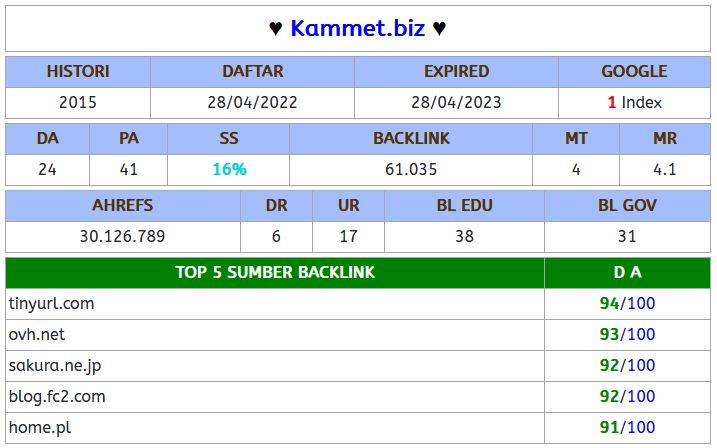 ♥ Kammet.biz ♥
HISTORI DAFTAR EXPIRED GOOGLE
2015 28/04/2022 28/04/2023 1 Index
DA PA SS BACKLINK MT MR
24 41 16% 61.035 4 4.1
AHREFS DR UR BL EDU BL GOV
30.126.789 6 17 38 31
TOP 5 SUMBER BACKLINK D A
tinyurl.com 94/100
ovh.net 93/100
sakura.ne.jp 92/100
blog.fc2.com 92/100
home.pl 91/100